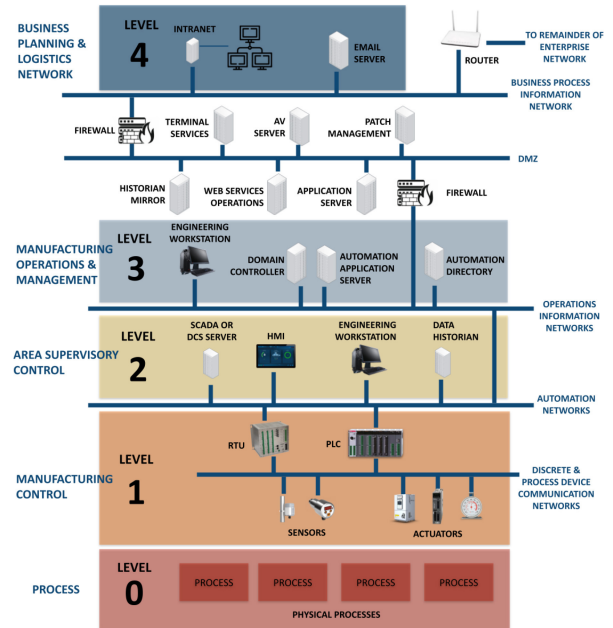 BUSINESS
PLANNING &
LOGISTICS
NETWORK
LEVEL
4
INTRANET
EMAIL
SERVER
ROUTER
TO REMAINDER OF
ENTERPRISE
NETWORK
BUSINESS PROCESS
INFORMATION
NETWORK
FIREWALL
TERMINAL
SERVICES
AV
SERVER
PATCH
MANAGEMENT
DMZ
HISTORIAN
MIRROR
WEB SERVICES
OPERATIONS
APPLICATION
SERVER
FIREWALL
MANUFACTURING
OPERATIONS &
MANAGEMENT
LEVEL
3
ENGINEERING
WORKSTATION
DOMAIN
CONTROLLER
AUTOMATION
APPLICATION
SERVER
AUTOMATION
DIRECTORY
OPERATIONS
INFORMATION
NETWORKS
AREA SUPERVISORY
CONTROL
LEVEL
2
SCADA OR
DCS SERVER
HMI
ENGINEERING
WORKSTATION
DATA
HISTORIAN
AUTOMATION
NETWORKS
MANUFACTURING
CONTROL
LEVEL
1
RTU
PLC
DISCRETE &
PROCESS DEVICE
COMMUNICATION
NETWORKS
SENSORS
ACTUATORS
PROCESS
LEVEL
0
PROCESS
PROCESS
PROCESS
PROCESS
PHYSICAL PROCESSES